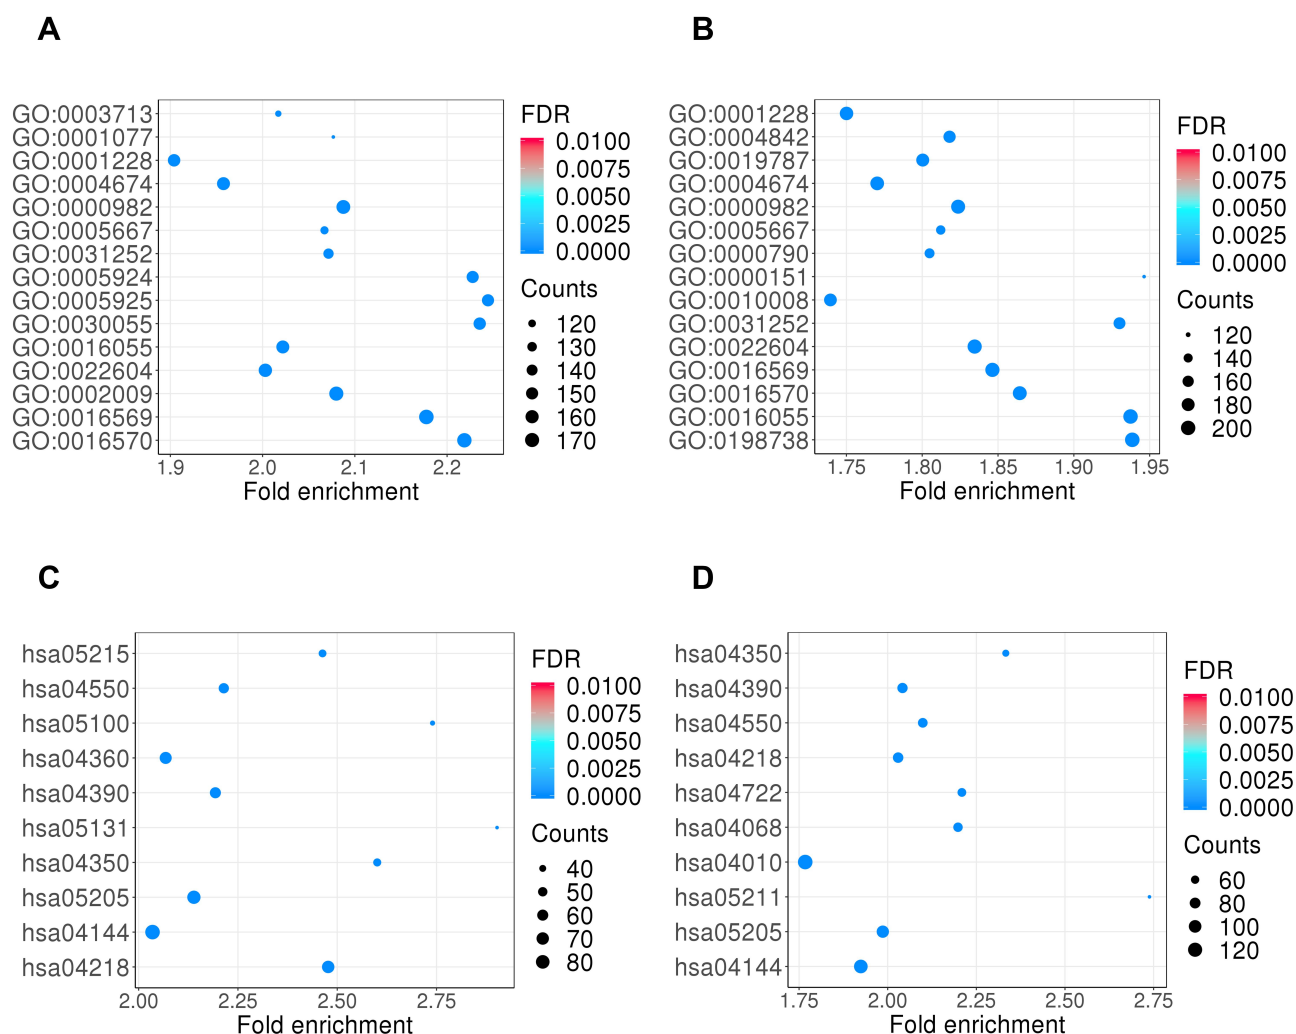 A
GO:0003713
GO:0001077
GO:0001228
GO:0004674
GO:0000982
GO:0005667
GO:0031252
GO:0005924
GO:0005925
GO:0030055
GO:0016055
GO:0022604
GO:0002009
GO:0016569
GO:0016570
1.9 2.0 2.1 2.2
Fold enrichment
FDR
0.0100
0.0075
0.0050
0.0025
0.0000
Counts
120
130
140
150
160
170
B
GO:0001228
GO:0004842
GO:0019787
GO:0004674
GO:0000982
GO:0005667
GO:0000790
GO:0000151
GO:0010008
GO:0031252
GO:0022604
GO:0016569
GO:0016570
GO:0016055
GO:0198738
1.75 1.80 1.85 1.90 1.95
Fold enrichment
FDR
0.0100
0.0075
0.0050
0.0025
0.0000
Counts
120
140
160
180
200
C
hsa05215
hsa04550
hsa05100
hsa04360
hsa04390
hsa05131
hsa04350
hsa05205
hsa04144
hsa04218
2.00 2.25 2.50 2.75
Fold enrichment
FDR
0.0100
0.0075
0.0050
0.0025
0.0000
Counts
40
50
60
70
80
D
hsa04350
hsa04390
hsa04550
hsa04218
hsa04722
hsa04068
hsa04010
hsa05211
hsa05205
hsa04144
1.75 2.00 2.25 2.50 2.75
Fold enrichment
FDR
0.0100
0.0075
0.0050
0.0025
0.0000
Counts
60
80
100
120